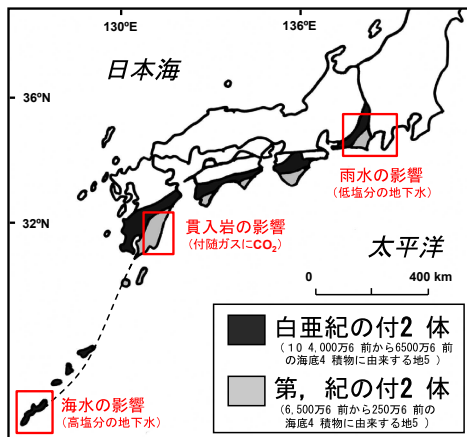 130ºE
136ºE
日本海
36ºN
雨水の影響
(低塩分の地下水)
貫入岩の影響
(付随ガスにCO₂)
32ºN
太平洋
0
400 km
白亜紀の付2 体
(10 4,000万6 前から6500万6 前
の海底4 積物に由来する地5 )
第, 紀の付2 体
(6,500万6 前から250万6 前の
海底4 積物に由来する地5 )
海水の影響
(高塩分の地下水)